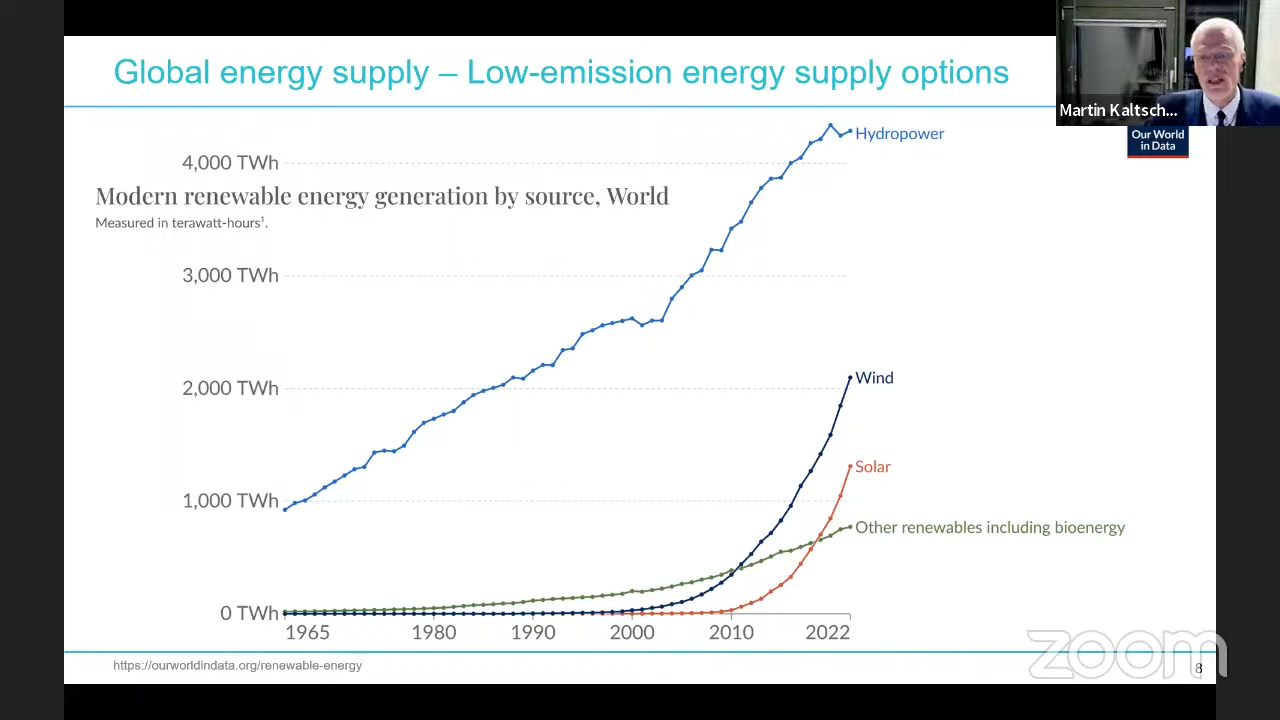 Global energy supply – Low-emission energy supply options
Martin Kaltsch...
Our World
in Data
Hydropower
4,000 TWh
Modern renewable energy generation by source, World
Measured in terawatt-hours¹.
3,000 TWh
2,000 TWh
Wind
Solar
1,000 TWh
Other renewables including bioenergy
0 TWh
1965 1980 1990 2000 2010 2022
https://ourworldindata.org/renewable-energy
zoom
8